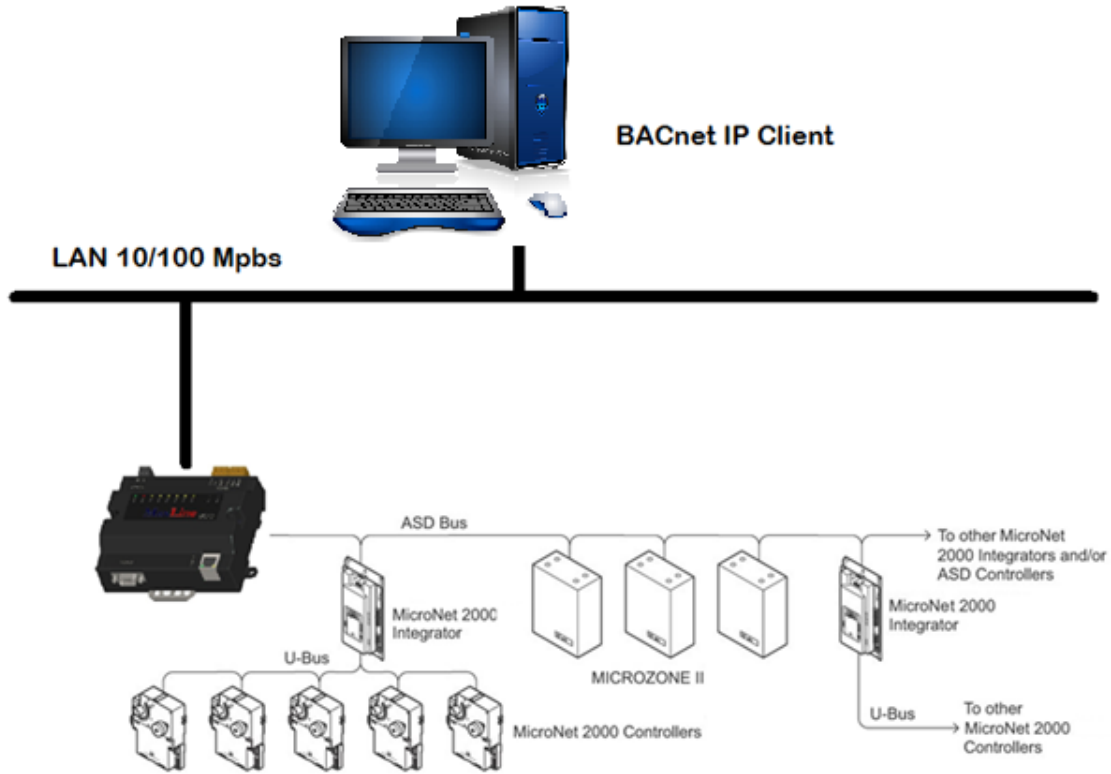 BACnet IP Client
LAN 10/100 Mpbs
ASD Bus
To other MicroNet
2000 Integrators and/or
ASD Controllers
MicroNet 2000
Integrator
MicroNet 2000
Integrator
U-Bus
MICROZONE II
U-Bus
To other
MicroNet 2000
Controllers
MicroNet 2000 Controllers